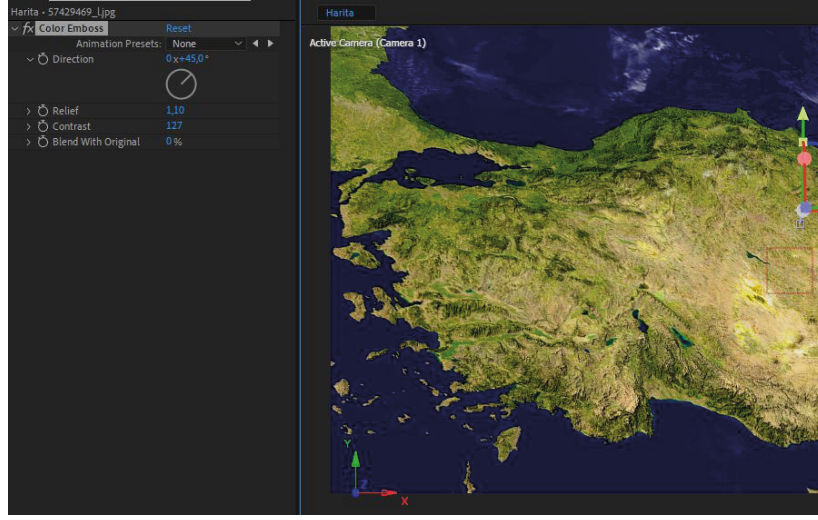 Harita • 57429469_l.jpg
fx Color Emboss Reset
Animation Presets: None
Direction 0x+45,0°
Relief 1,10
Contrast 127
Blend With Original 0%
Harita
Active Camera (Camera 1)
Y
Z
X